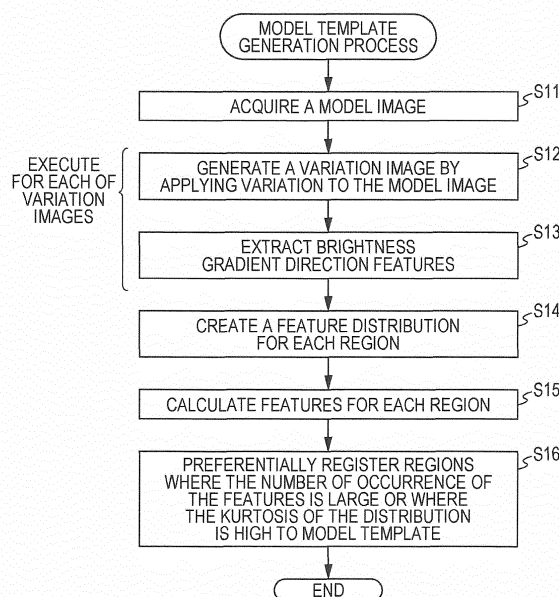 MODEL TEMPLATE
GENERATION PROCESS
S11
ACQUIRE A MODEL IMAGE
S12
EXECUTE
FOR EACH OF
VARIATION
IMAGES
GENERATE A VARIATION IMAGE BY
APPLYING VARIATION TO THE MODEL IMAGE
S13
EXTRACT BRIGHTNESS
GRADIENT DIRECTION FEATURES
S14
CREATE A FEATURE DISTRIBUTION
FOR EACH REGION
S15
CALCULATE FEATURES FOR EACH REGION
S16
PREFERENTIALLY REGISTER REGIONS
WHERE THE NUMBER OF OCCURRENCE OF
THE FEATURES IS LARGE OR WHERE
THE KURTOSIS OF THE DISTRIBUTION
IS HIGH TO MODEL TEMPLATE
END